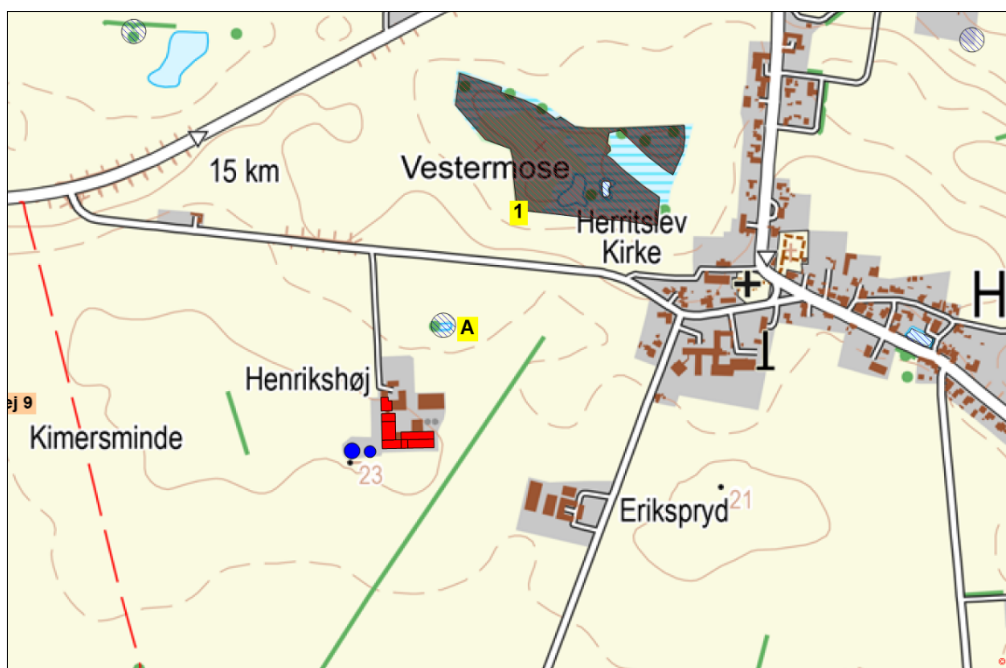 15 km
Vestermose
1
Herritslev
Kirke
H
A
Henrikshøj
ej 9
Kimersminde
23
Erikspryd
21